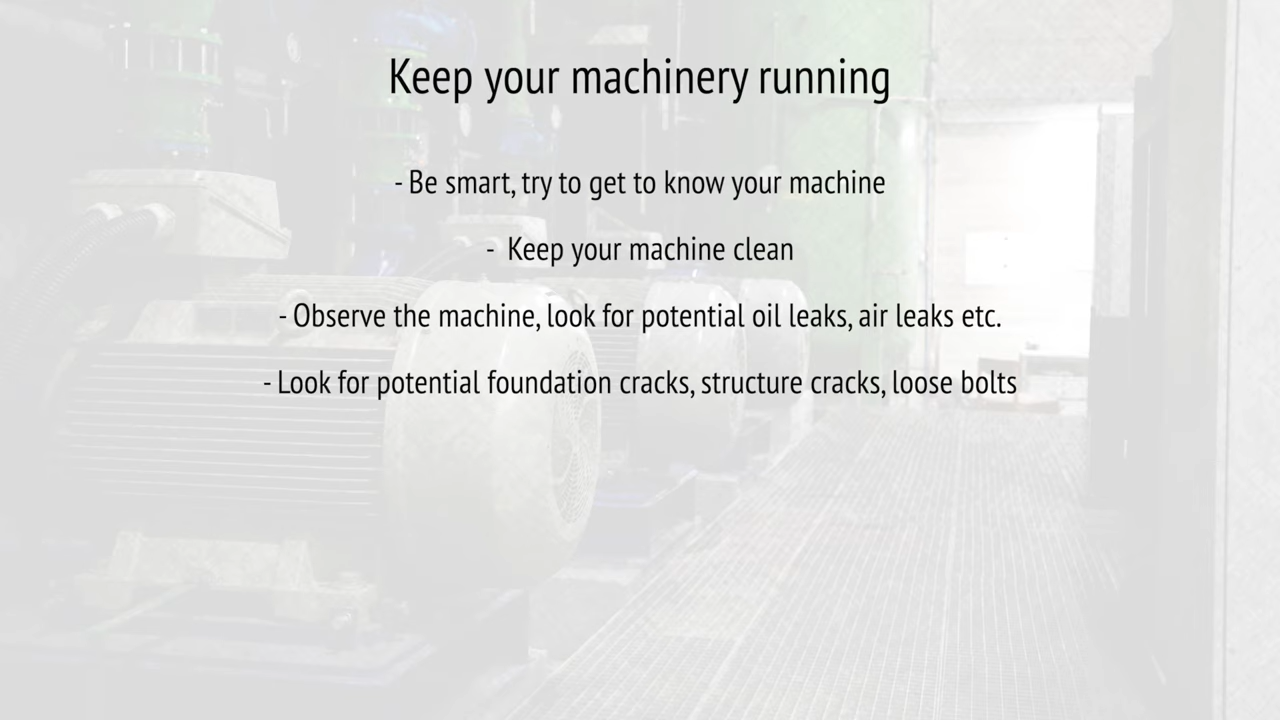 Keep your machinery running
- Be smart, try to get to know your machine
- Keep your machine clean
- Observe the machine, look for potential oil leaks, air leaks etc.
- Look for potential foundation cracks, structure cracks, loose bolts